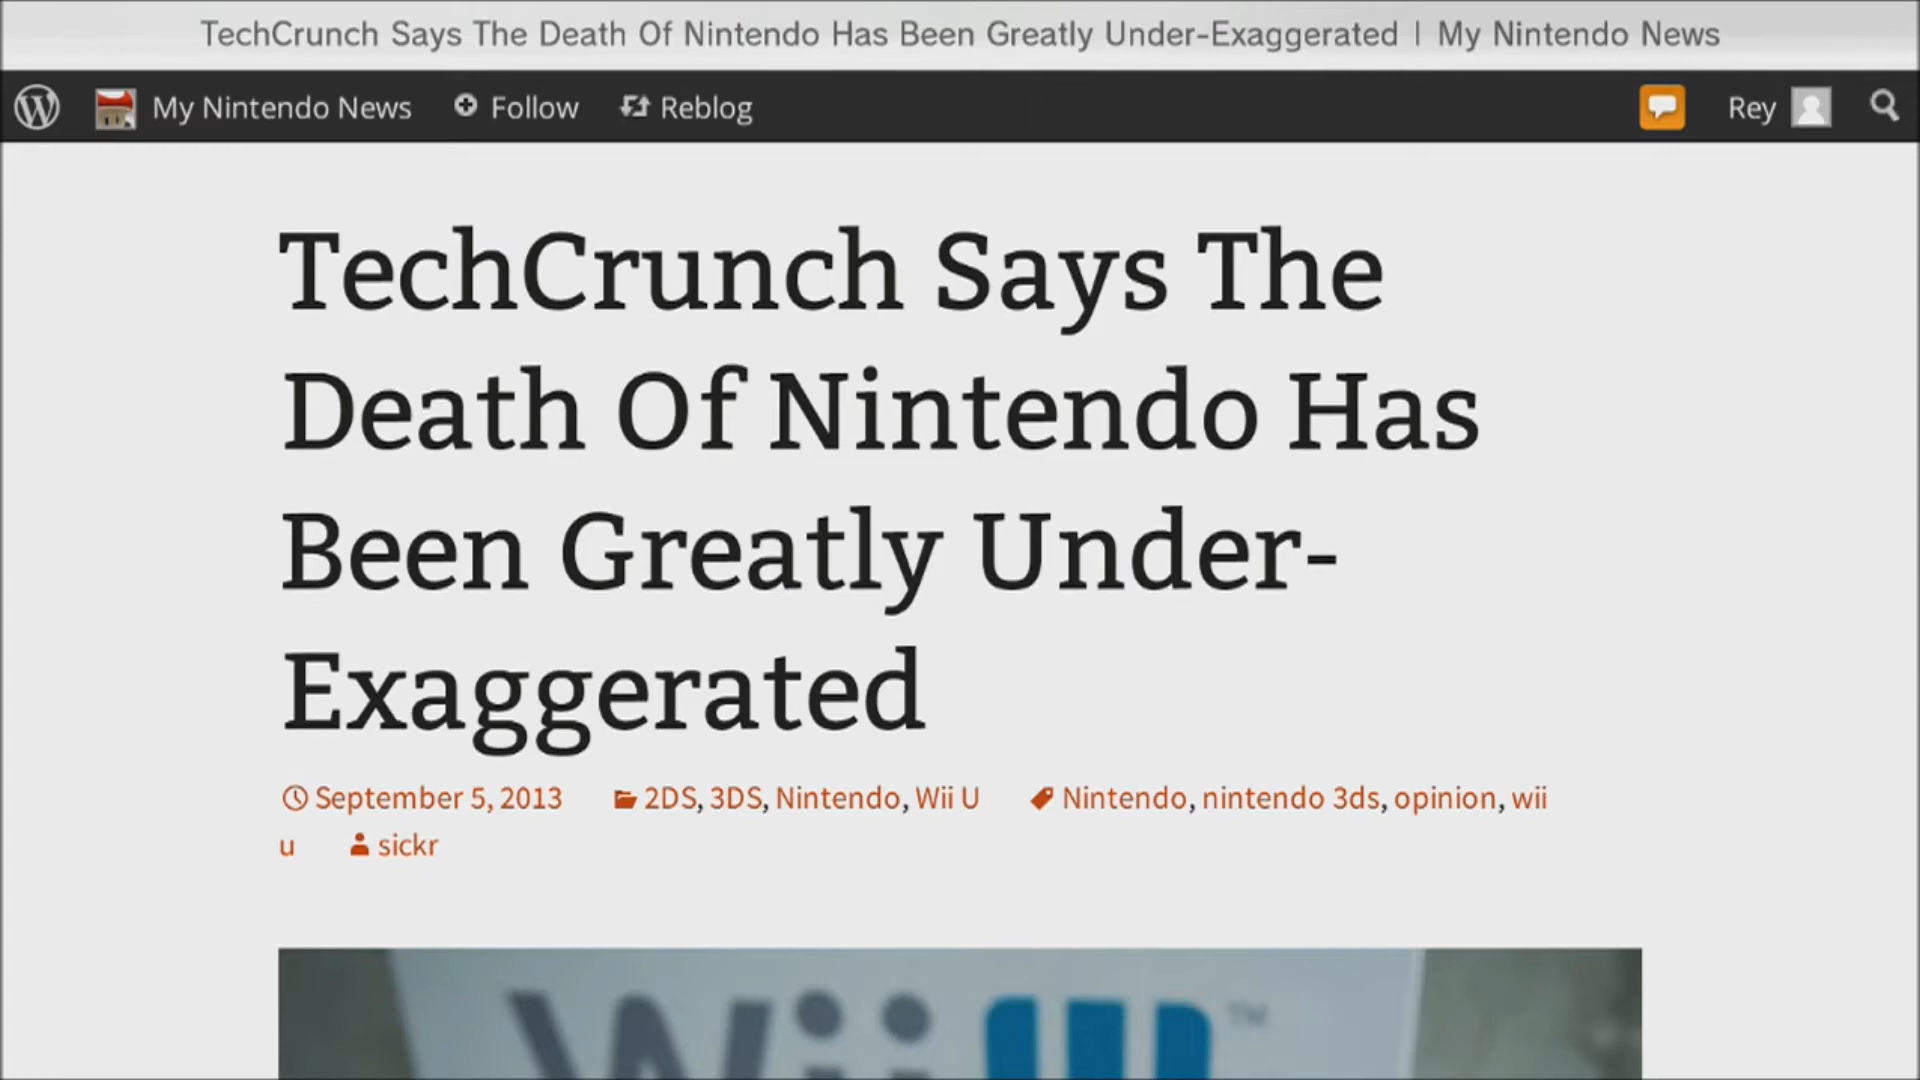 TechCrunch Says The Death Of Nintendo Has Been Greatly Under-Exaggerated | My Nintendo News
My Nintendo News Follow Reblog Rey
TechCrunch Says The
Death Of Nintendo Has
Been Greatly Under-
Exaggerated
September 5, 2013 2DS, 3DS, Nintendo, Wii U Nintendo, nintendo 3ds, opinion, wii
u sickr
Wii U TM